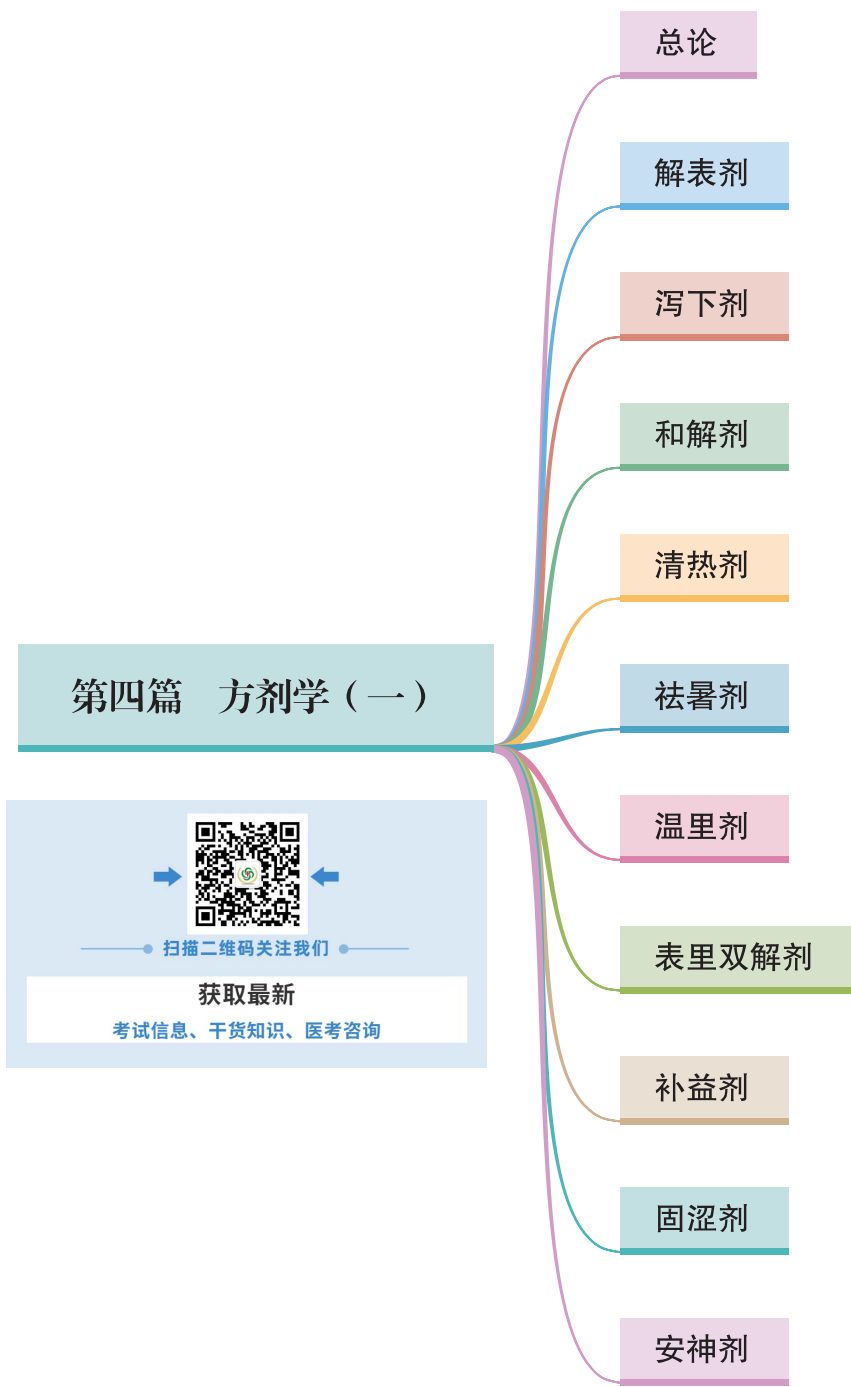 总论
解表剂
泻下剂
和解剂
清热剂
第四篇　方剂学（一）
祛暑剂
温里剂
表里双解剂
补益剂
固涩剂
安神剂
扫描二维码关注我们
获取最新
考试信息、干货知识、医考咨询